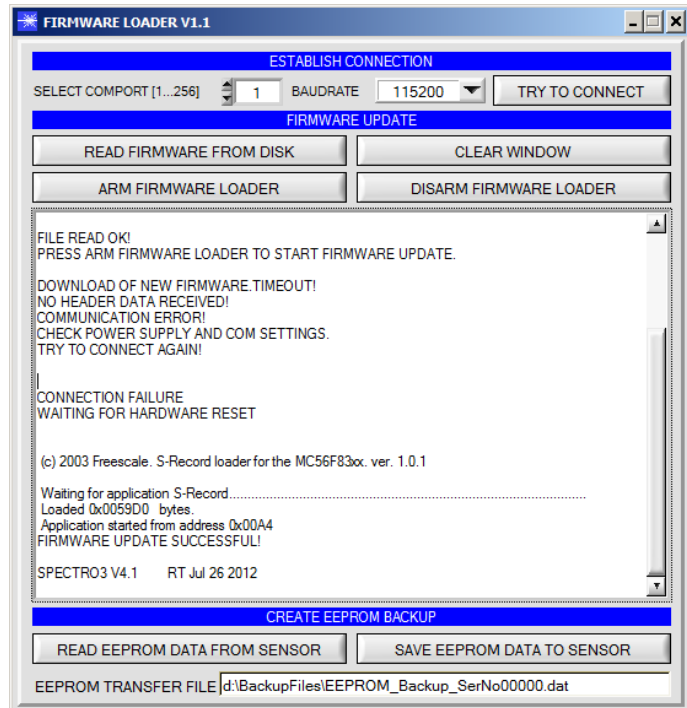 FIRMWARE LOADER V1.1
ESTABLISH CONNECTION
SELECT COMPORT [1...256] 1 BAUDRATE 115200 TRY TO CONNECT
FIRMWARE UPDATE
READ FIRMWARE FROM DISK CLEAR WINDOW
ARM FIRMWARE LOADER DISARM FIRMWARE LOADER
FILE READ OK!
PRESS ARM FIRMWARE LOADER TO START FIRMWARE UPDATE.
DOWNLOAD OF NEW FIRMWARE.TIMEOUT!
NO HEADER DATA RECEIVED!
COMMUNICATION ERROR!
CHECK POWER SUPPLY AND COM SETTINGS.
TRY TO CONNECT AGAIN!
CONNECTION FAILURE
WAITING FOR HARDWARE RESET
(c) 2003 Freescale. S-Record loader for the MC56F83xx. ver. 1.0.1
Waiting for application S-Record.......................................................................................................
Loaded 0x0059D0 bytes.
Application started from address 0x00A4
FIRMWARE UPDATE SUCCESSFUL!
SPECTRO3 V4.1 RT Jul 26 2012
CREATE EEPROM BACKUP
READ EEPROM DATA FROM SENSOR SAVE EEPROM DATA TO SENSOR
EEPROM TRANSFER FILE d:\BackupFiles\EEPROM_Backup_SerNo00000.dat